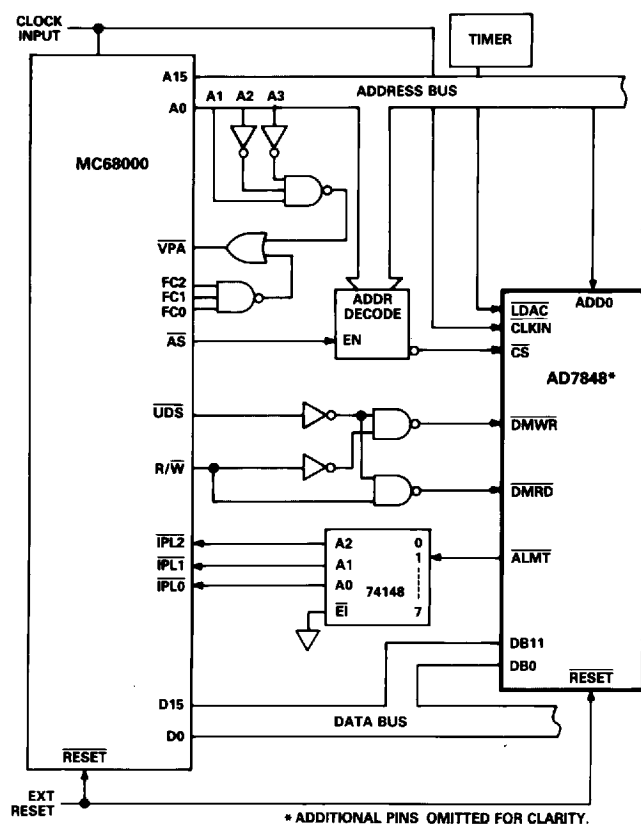 CLOCK
INPUT
TIMER
A15
ADDRESS BUS
A0 A1 A2 A3
MC68000
VPA
FC2
FC1
FC0
ADDR
DECODE
ADD0
LDAC
AS
EN
CLKIN
CS
AD7848*
UDS
DMWR
R/W
DMRD
IPL2
A2 0
ALMT
IPL1
A1 1
IPL0
A0 74148
EI 7
DB11
DB0
RESET
D15
DATA BUS
D0
RESET
EXT
RESET
* ADDITIONAL PINS OMITTED FOR CLARITY.